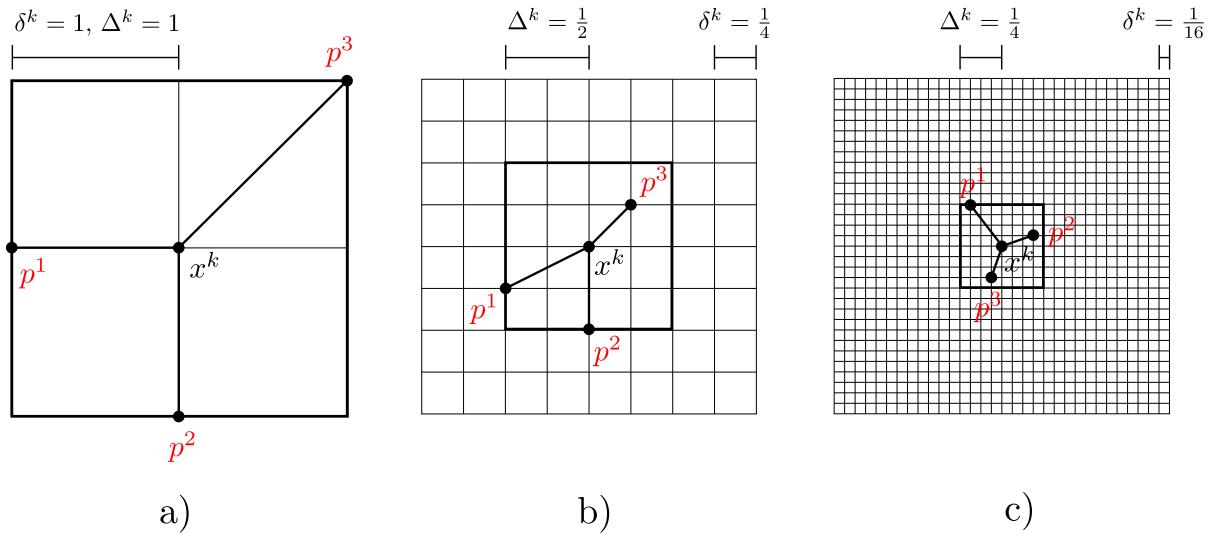 δ^k = 1, Δ^k = 1
p^3
p^1
x^k
p^2
a)
Δ^k = 1/2
δ^k = 1/4
p^3
x^k
p^1
p^2
b)
Δ^k = 1/4
δ^k = 1/16
p^1
p^2
x^k
p^3
c)